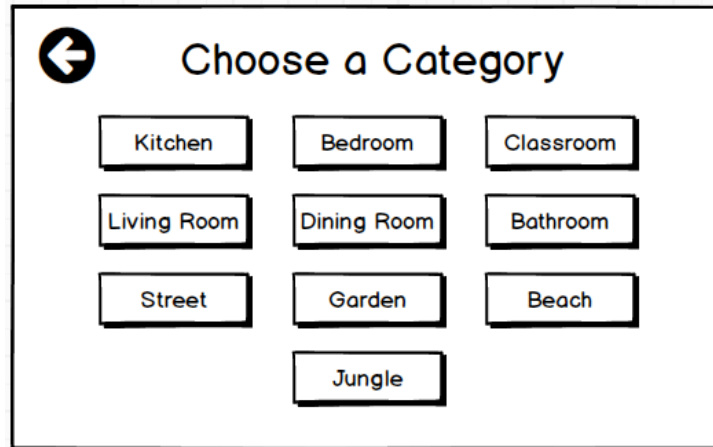 Choose a Category
Kitchen Bedroom Classroom
Living Room Dining Room Bathroom
Street Garden Beach
Jungle